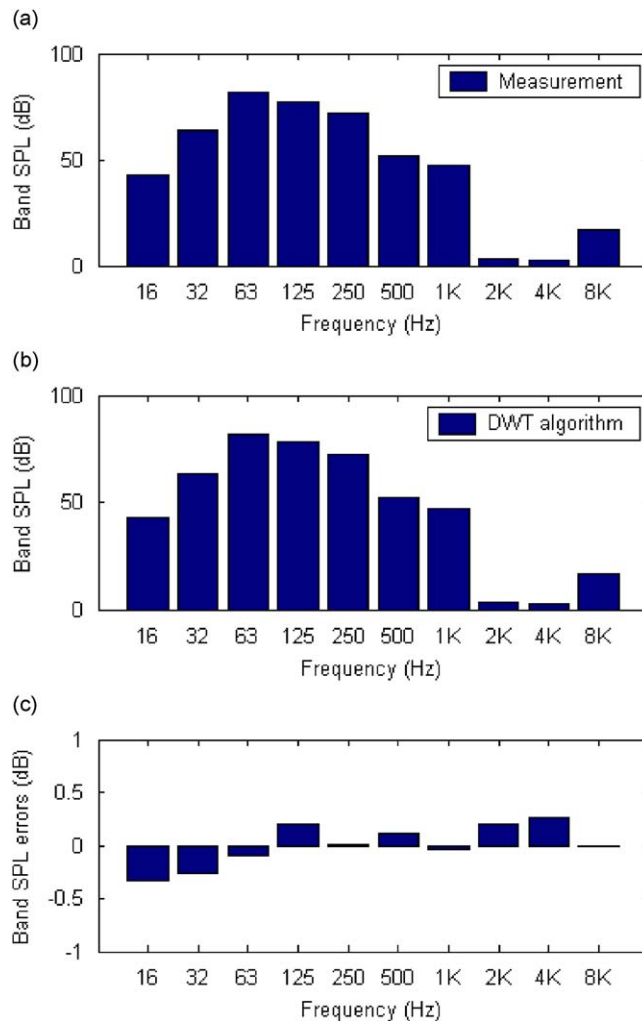 (a)
100
50
0
Band SPL (dB)
Measurement
16 32 63 125 250 500 1K 2K 4K 8K
Frequency (Hz)
(b)
100
50
0
Band SPL (dB)
DWT algorithm
16 32 63 125 250 500 1K 2K 4K 8K
Frequency (Hz)
(c)
1
0.5
0
-0.5
-1
Band SPL errors (dB)
16 32 63 125 250 500 1K 2K 4K 8K
Frequency (Hz)